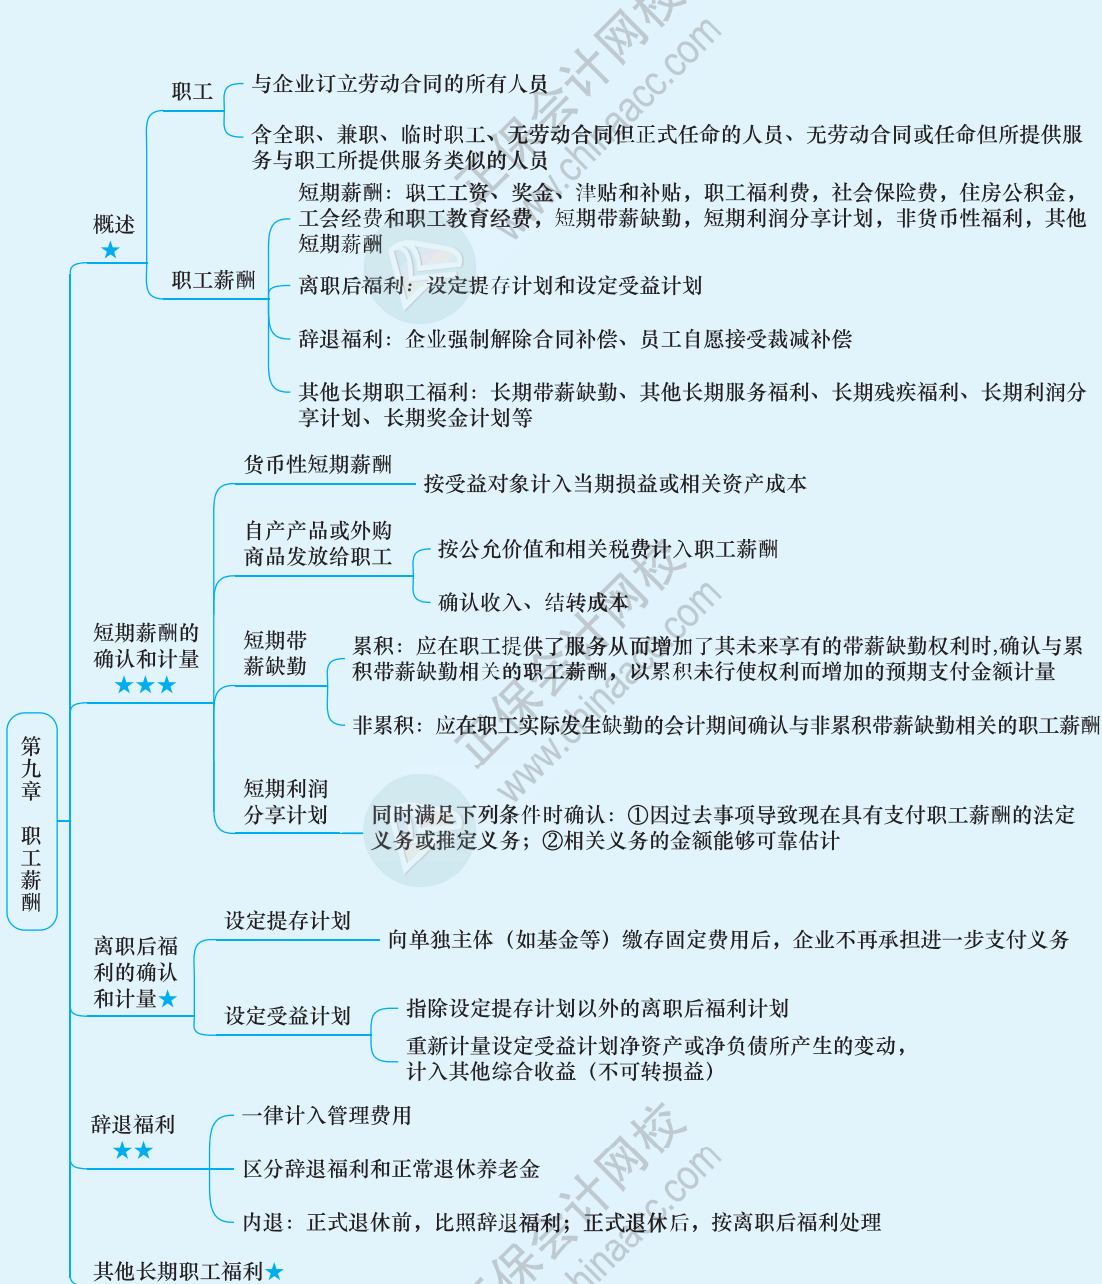 第九章 职工薪酬
概述
★
职工
与企业订立劳动合同的所有人员
含全职、兼职、临时职工、无劳动合同但正式任命的人员、无劳动合同或任命但所提供服
务与职工所提供服务类似的人员
职工薪酬
短期薪酬：职工工资、奖金、津贴和补贴，职工福利费，社会保险费，住房公积金，
工会经费和职工教育经费，短期带薪缺勤，短期利润分享计划，非货币性福利，其他
短期薪酬
离职后福利：设定提存计划和设定受益计划
辞退福利：企业强制解除合同补偿、员工自愿接受裁减补偿
其他长期职工福利：长期带薪缺勤、其他长期服务福利、长期残疾福利、长期利润分
享计划、长期奖金计划等
短期薪酬的
确认和计量
★★★
货币性短期薪酬
按受益对象计入当期损益或相关资产成本
自产产品或外购
商品发放给职工
按公允价值和相关税费计入职工薪酬
确认收入、结转成本
短期带
薪缺勤
累积：应在职工提供了服务从而增加了其未来享有的带薪缺勤权利时,确认与累
积带薪缺勤相关的职工薪酬，以累积未行使权利而增加的预期支付金额计量
非累积：应在职工实际发生缺勤的会计期间确认与非累积带薪缺勤相关的职工薪酬
短期利润
分享计划
同时满足下列条件时确认：①因过去事项导致现在具有支付职工薪酬的法定
义务或推定义务；②相关义务的金额能够可靠估计
离职后福
利的确认
和计量★
设定提存计划
向单独主体（如基金等）缴存固定费用后，企业不再承担进一步支付义务
设定受益计划
指除设定提存计划以外的离职后福利计划
重新计量设定受益计划净资产或净负债所产生的变动，
计入其他综合收益（不可转损益）
辞退福利
★★
一律计入管理费用
区分辞退福利和正常退休养老金
内退：正式退休前，比照辞退福利；正式退休后，按离职后福利处理
其他长期职工福利★
正保会计网校
www.chinaacc.com
正保会计网校
www.chinaacc.com
正保会计网校
chinaacc.com